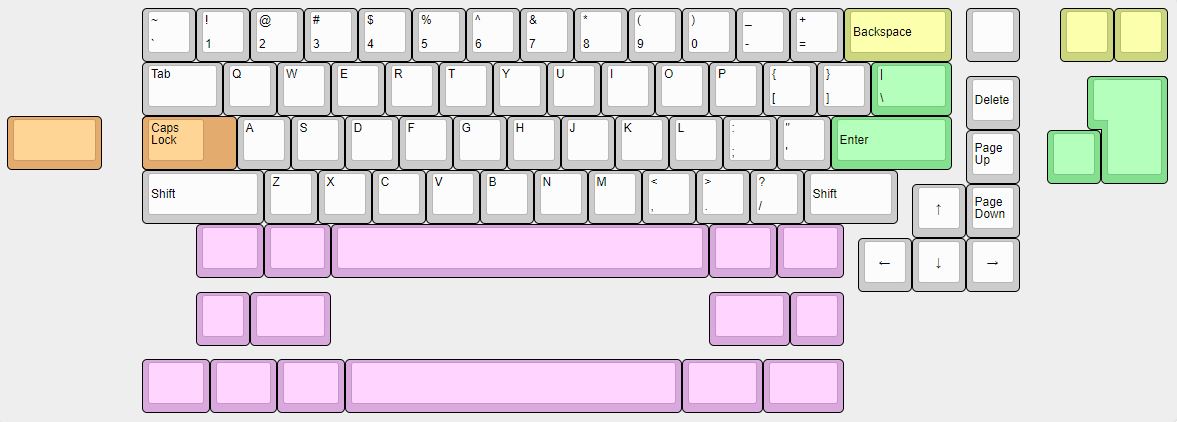 ~ ! @ # $ % ^ & * ( ) _ +
` 1 2 3 4 5 6 7 8 9 0 - = Backspace
Tab Q W E R T Y U I O P { } |
[ ] \
Delete
Caps Lock A S D F G H J K L : "
; ' Enter
Page
Up
Shift Z X C V B N M < > ? Shift
, . /
↑
Page
Down
← ↓ →